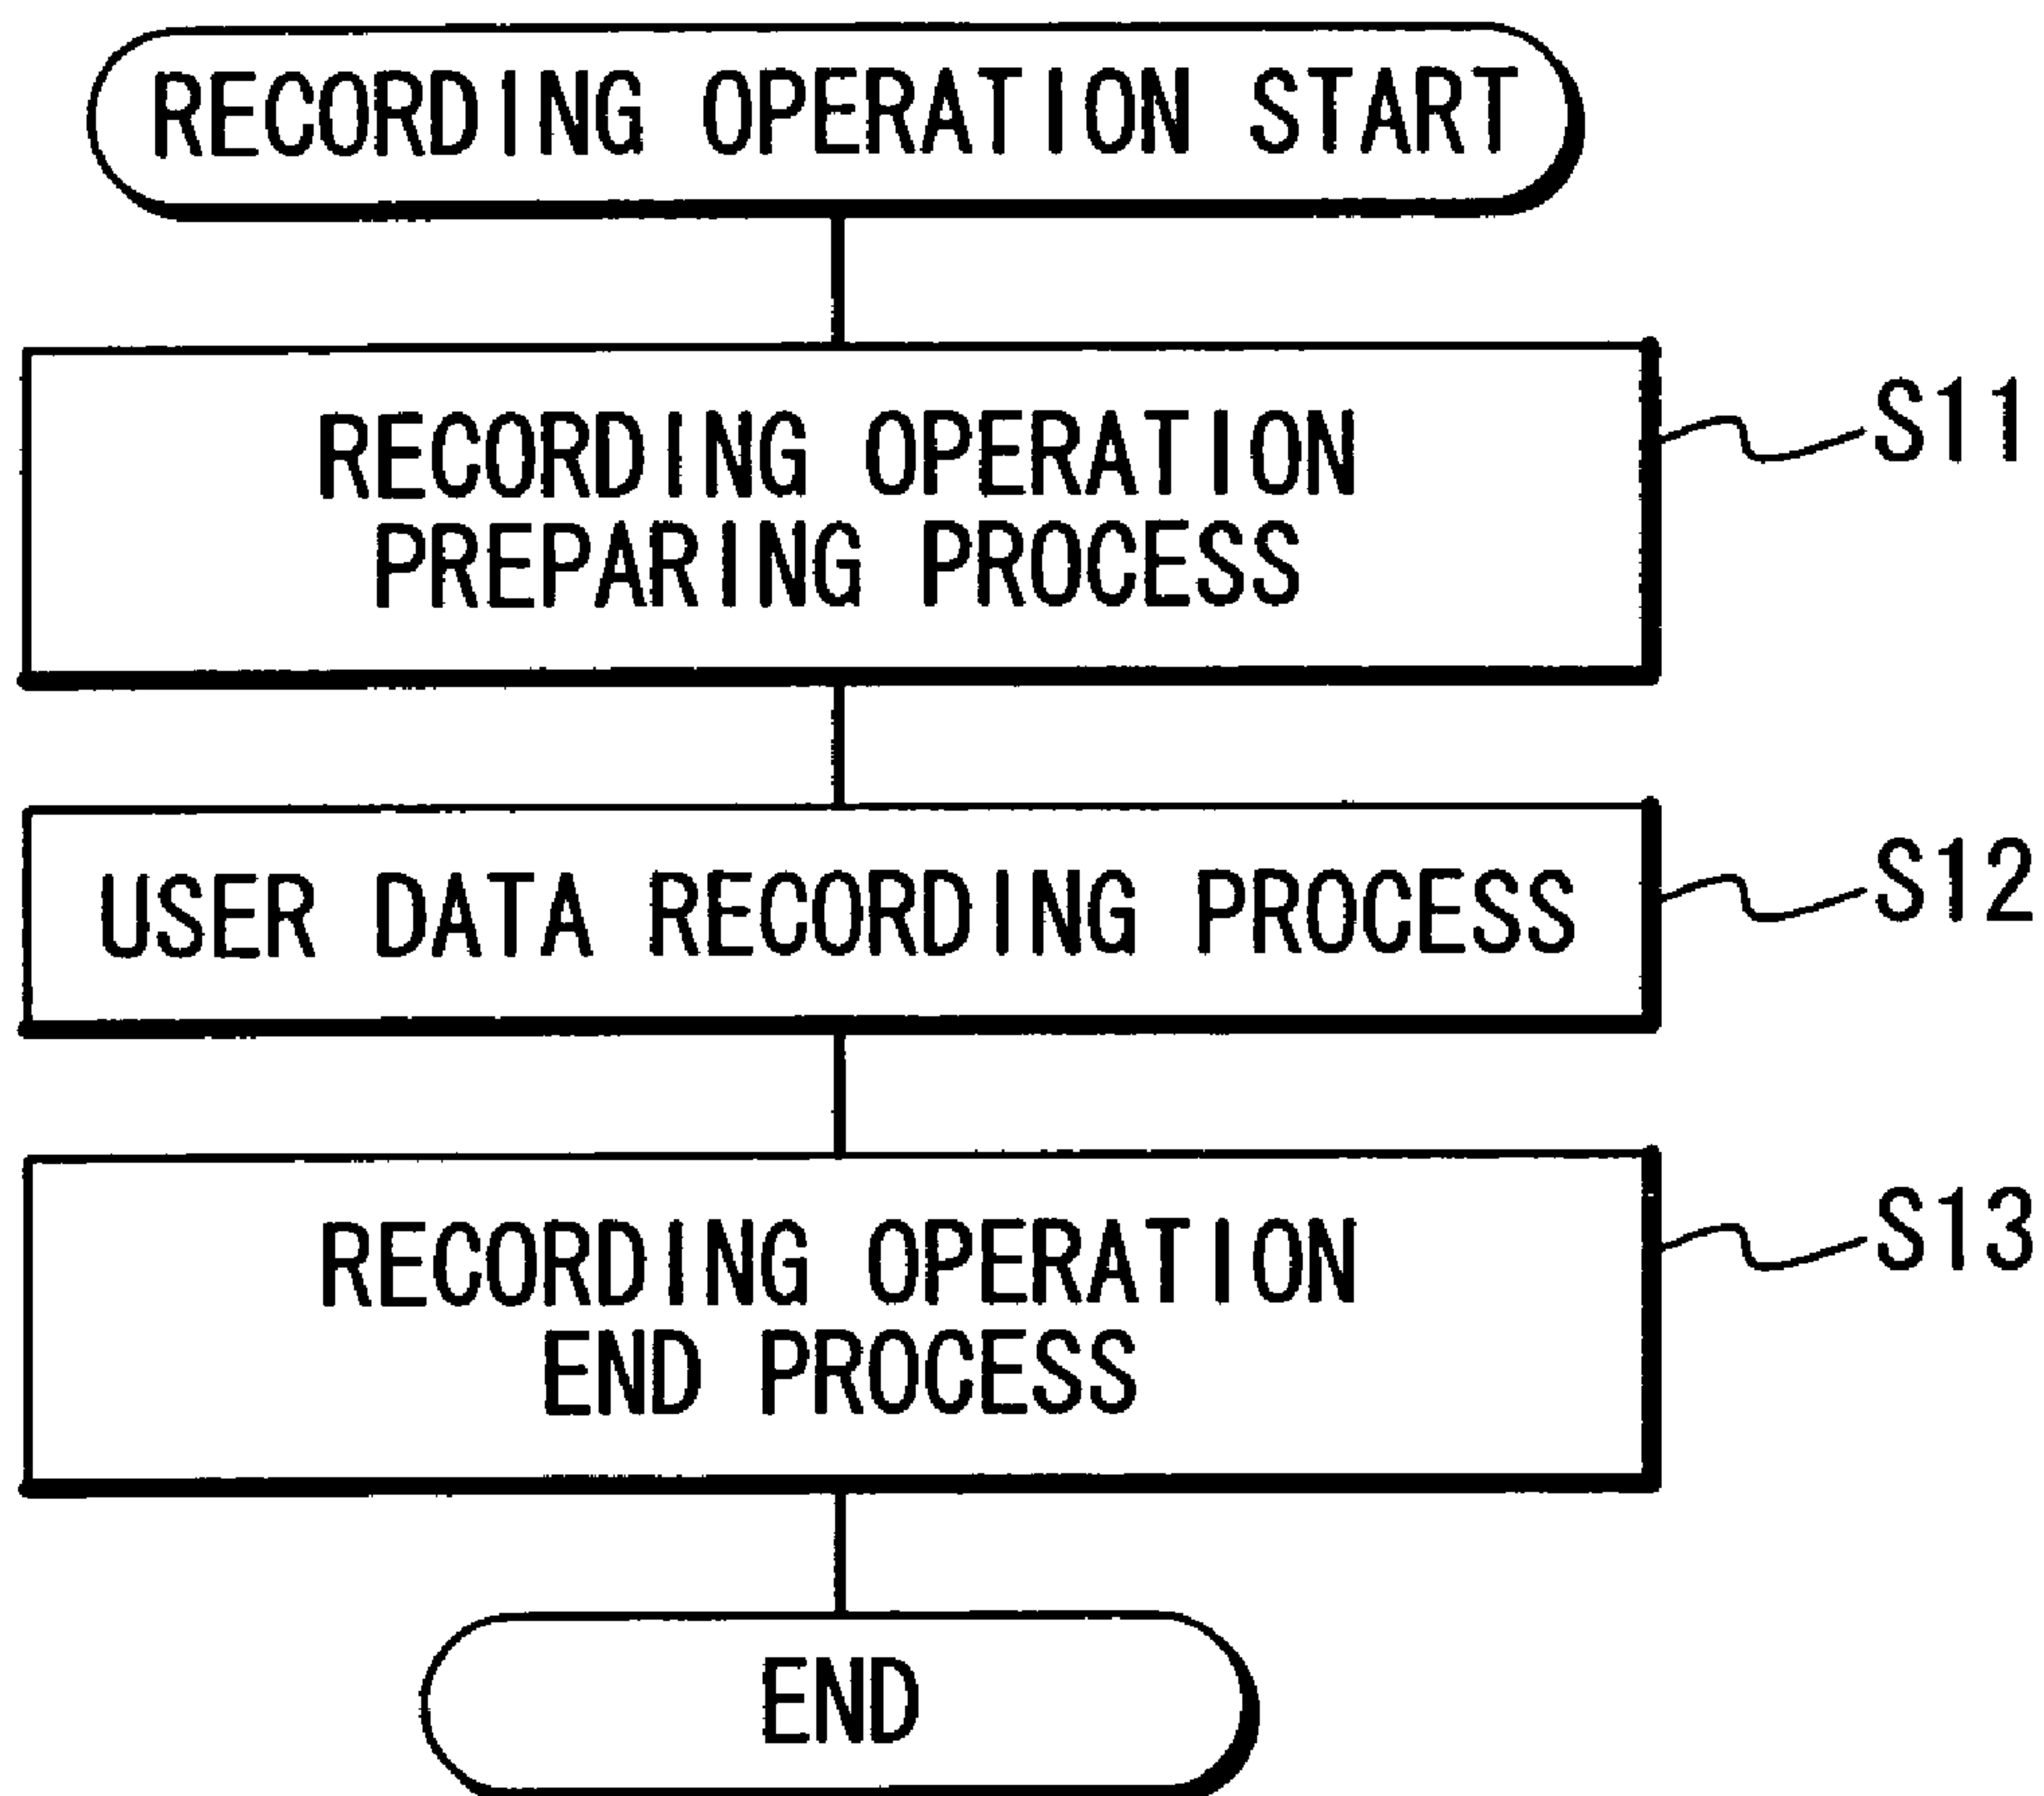 RECORDING OPERATION START
RECORDING OPERATION
PREPARING PROCESS
S11
USER DATA RECORDING PROCESS
S12
RECORDING OPERATION
END PROCESS
S13
END